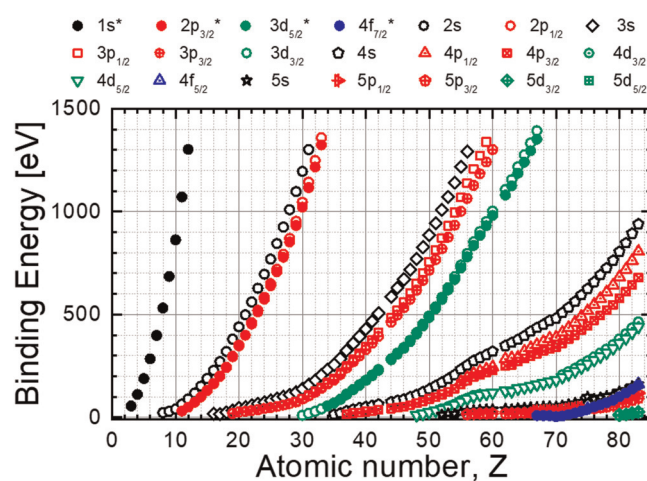 1s* 2p3/2* 3d5/2* 4f7/2* 2s 2p1/2 3s
3p1/2 3p3/2 3d3/2 4s 4p1/2 4p3/2 4d3/2
4d5/2 4f5/2 5s 5p1/2 5p3/2 5d3/2 5d5/2
1500
1000
500
0
Binding Energy [eV]
0 10 20 30 40 50 60 70 80
Atomic number, Z